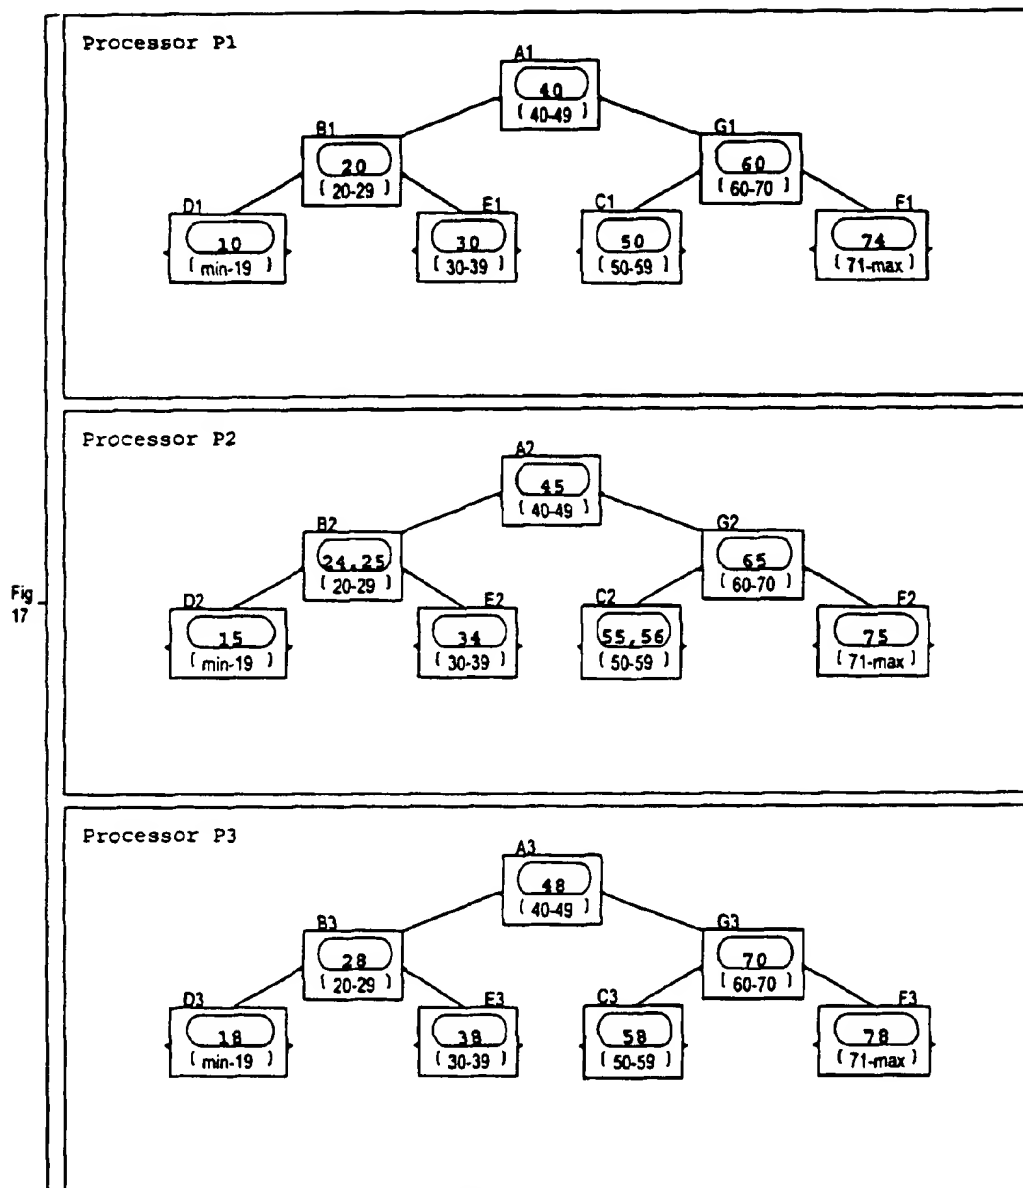 Processor P1
A1
40
( 40-49 )
B1
20
( 20-29 )
G1
60
( 60-70 )
D1
10
( min-19 )
E1
30
( 30-39 )
C1
50
( 50-59 )
F1
74
( 71-max )
Processor P2
A2
45
( 40-49 )
B2
24,25
( 20-29 )
G2
65
( 60-70 )
Fig
17
D2
15
( min-19 )
E2
34
( 30-39 )
C2
55,56
( 50-59 )
F2
75
( 71-max )
Processor P3
A3
48
( 40-49 )
B3
28
( 20-29 )
G3
70
( 60-70 )
D3
18
( min-19 )
E3
38
( 30-39 )
C3
58
( 50-59 )
F3
78
( 71-max )